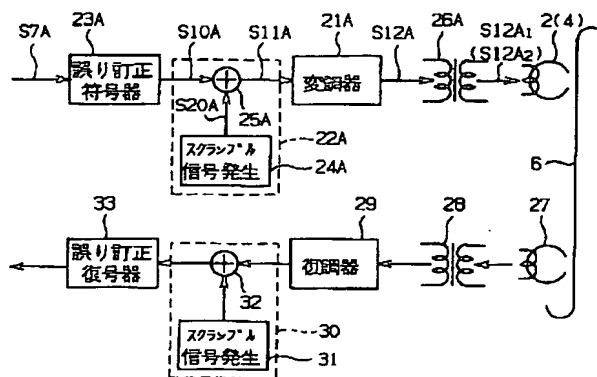 23A
S7A
S10A
S11A
21A
S12A
26A
S12A₁
(S12A₂)
2(4)
誤り訂正
符号器
変調器
S20A
25A
22A
スクランブル
信号発生
24A
6
33
29
28
27
誤り訂正
復号器
復調器
32
30
スクランブル
信号発生
31